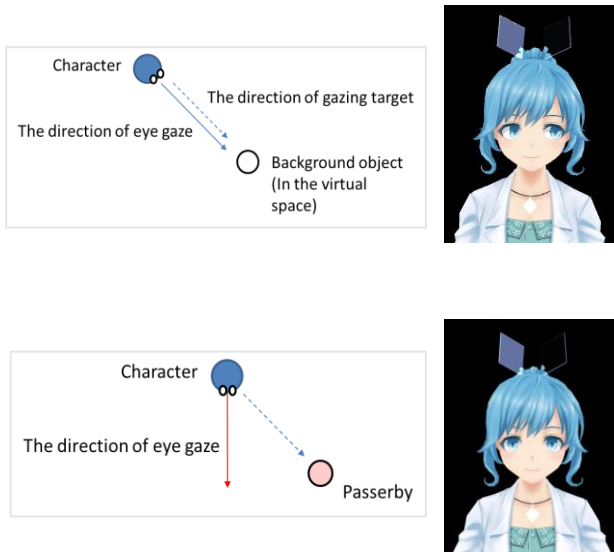 Character
The direction of gazing target
The direction of eye gaze
Background object
(In the virtual
space)
Character
The direction of eye gaze
Passerby